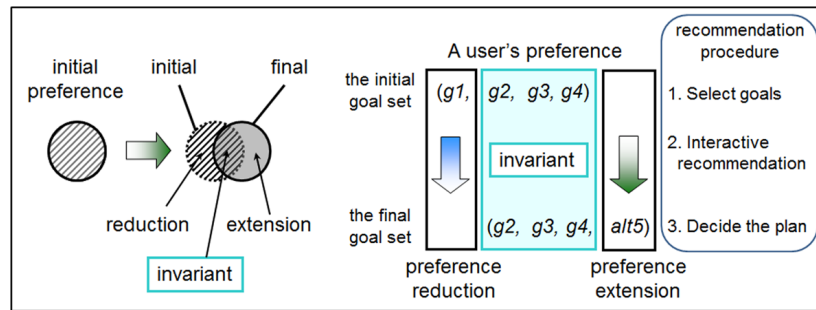 initial
preference
initial
final
reduction
extension
invariant
A user's preference
the initial
goal set
(g1, g2, g3, g4)
invariant
the final
goal set
(g2, g3, g4, alt5)
preference
reduction
preference
extension
recommendation
procedure
1. Select goals
2. Interactive
recommendation
3. Decide the plan